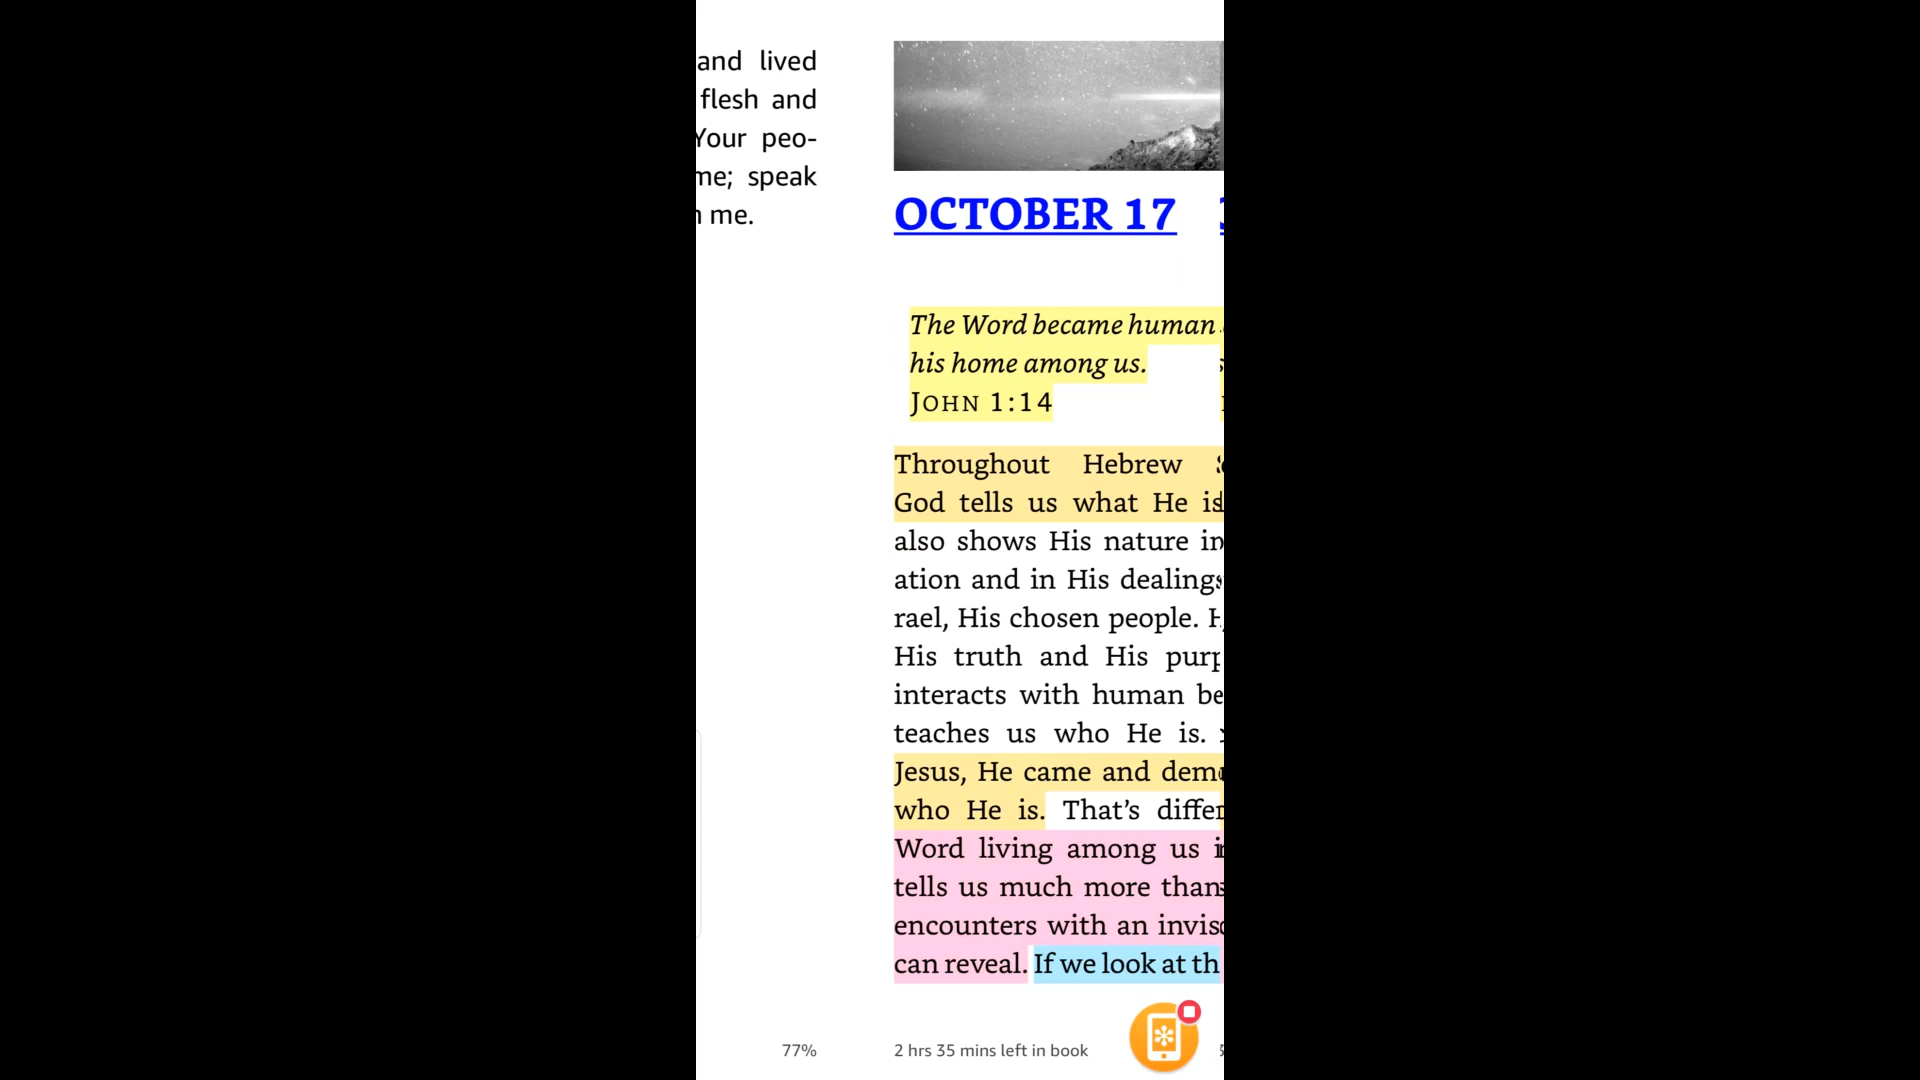 and lived
flesh and
Your peo-
me; speak
me.
77%
OCTOBER 17
The Word became human
his home among us.
JOHN 1:14
Throughout Hebrew
God tells us what He is
also shows His nature in
ation and in His dealings
rael, His chosen people.
His truth and His
interacts with human
teaches us who He is.
Jesus, He came and
who He is. That's
Word living among us
tells us much more than
encounters with an
can reveal. If we look at
2 hrs 35 mins left in book